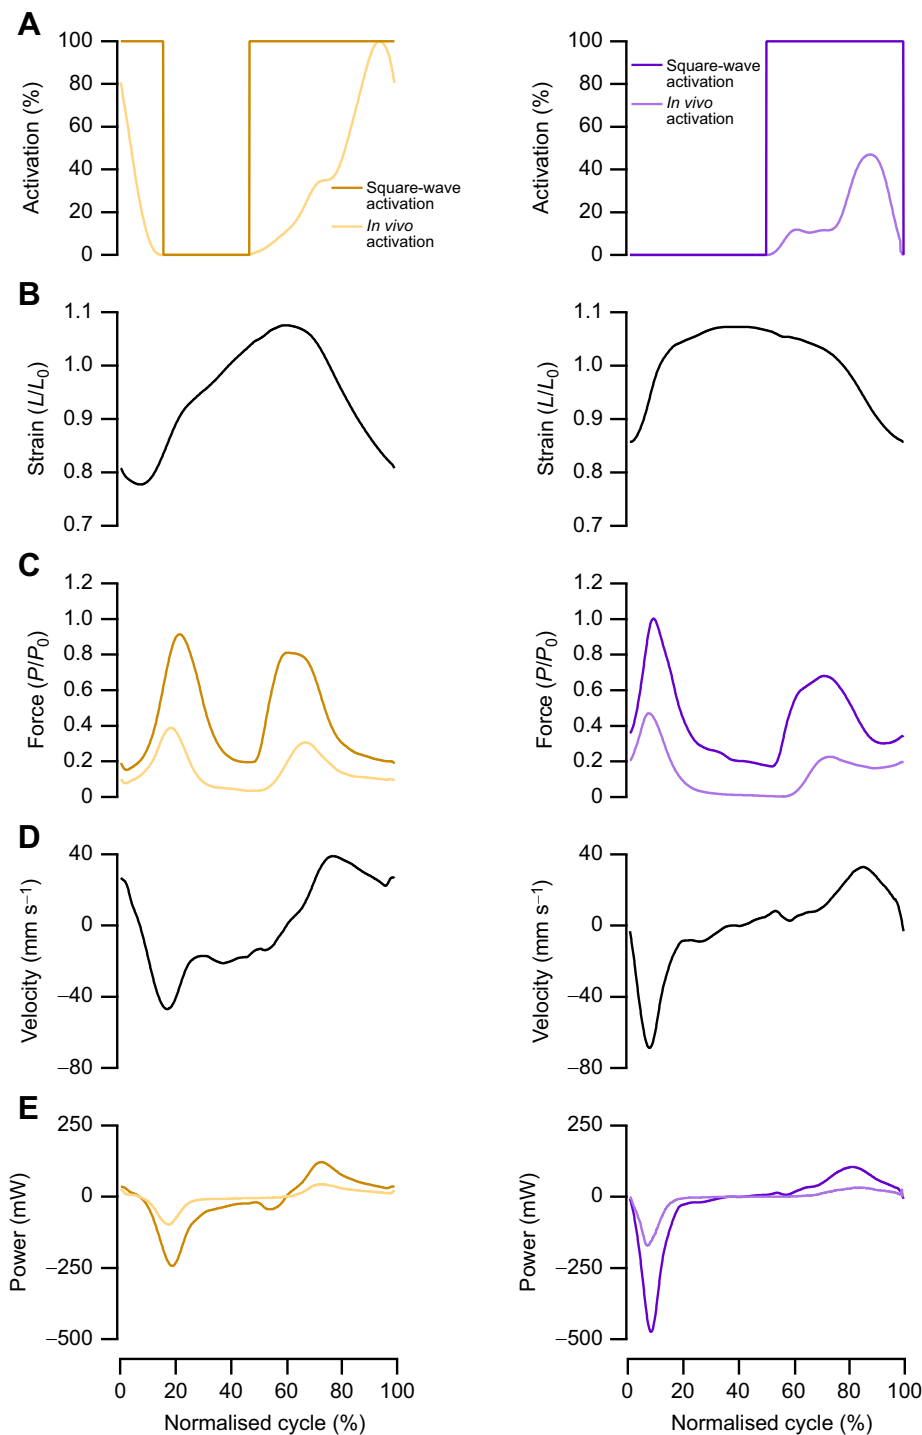 A
100
80
60
40
20
0
Activation (%)
Square-wave
activation
In vivo
activation
100
80
60
40
20
0
Activation (%)
Square-wave
activation
In vivo
activation
B
1.1
1.0
0.9
0.8
0.7
Strain (L/L0)
1.1
1.0
0.9
0.8
0.7
Strain (L/L0)
C
1.2
1.0
0.8
0.6
0.4
0.2
0
Force (P/P0)
1.2
1.0
0.8
0.6
0.4
0.2
0
Force (P/P0)
D
40
0
−40
−80
Velocity (mm s−1)
40
0
−40
−80
Velocity (mm s−1)
E
250
0
−250
−500
Power (mW)
0 20 40 60 80 100
Normalised cycle (%)
250
0
−250
−500
Power (mW)
0 20 40 60 80 100
Normalised cycle (%)